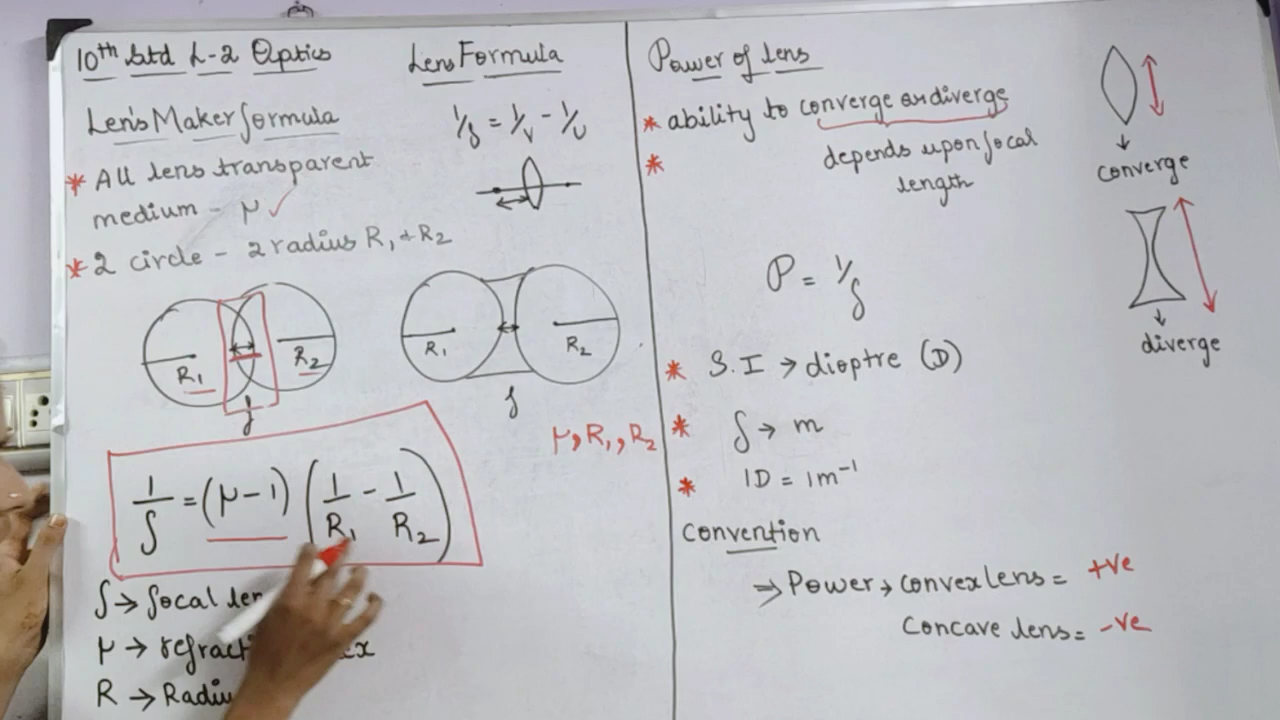 10th Std L-2 Optics
Lens Formula
Len's Maker formula
1/f = 1/v - 1/u
* All lens transparent
medium - μ ✓
* 2 circle - 2 radius R1 + R2
R1 R2
f
R1 R2
f
μ, R1, R2
1/f = (μ-1) (1/R1 - 1/R2)
f → focal
μ →
R →
Power of lens
* ability to converge or diverge
* depends upon focal
length
P = 1/f
* S.I → dioptre (D)
* f → m
* 1D = 1m⁻¹
Convention
⇒ Power → convex lens = +ve
Concave lens = -ve
↓
converge
↓
diverge